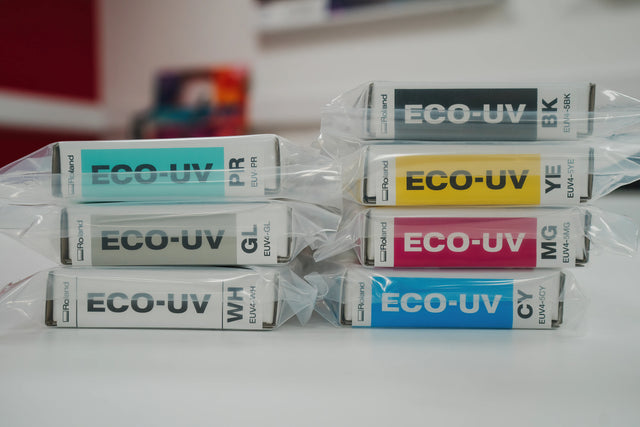 Roland ECO-UV PR EUV-PR
Roland ECO-UV GL EUV4-GL
Roland ECO-UV WH EUV4-WH
Roland ECO-UV BK EUV4-5BK
Roland ECO-UV YE EUV4-5YE
Roland ECO-UV MG EUV4-5MG
Roland ECO-UV CY EUV4-5CY